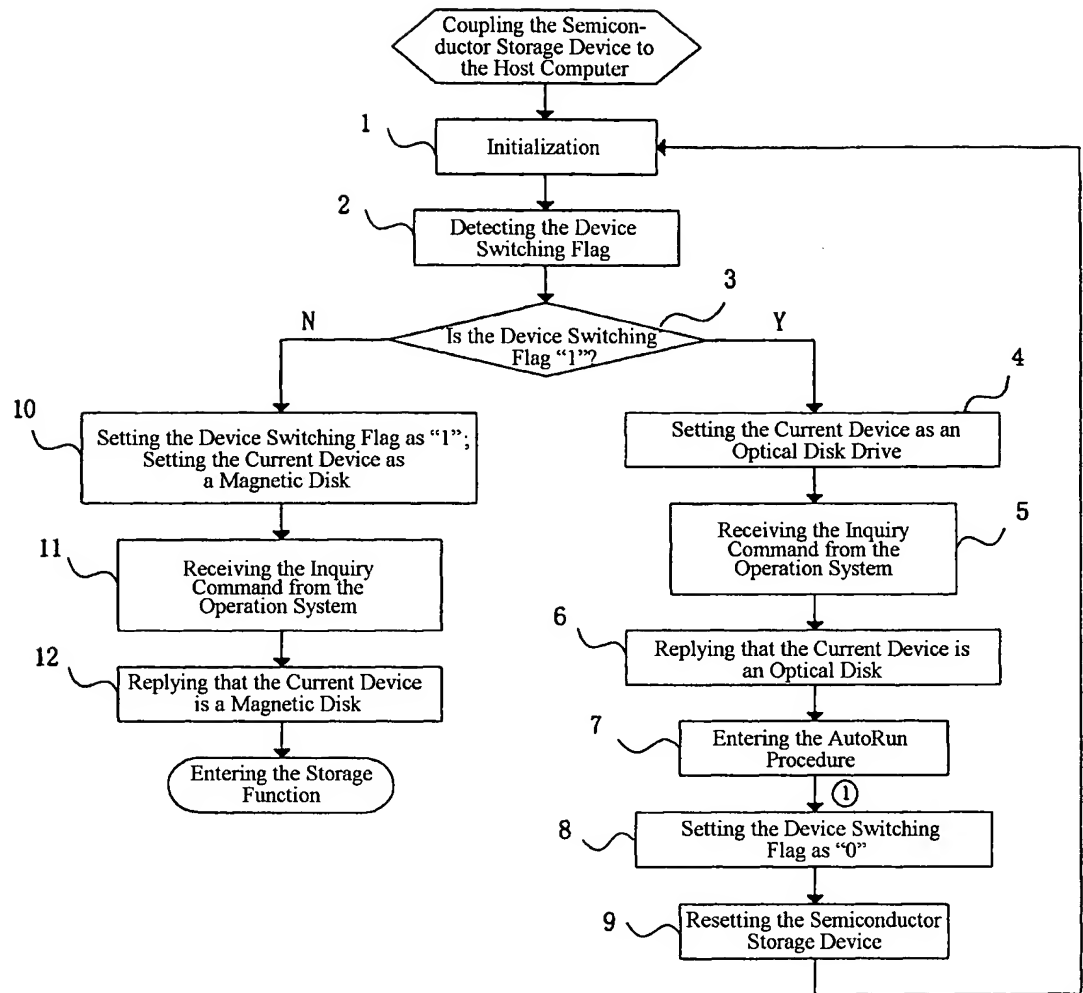 Coupling the Semicon-
ductor Storage Device to
the Host Computer
1
Initialization
2
Detecting the Device
Switching Flag
3
N
Y
Is the Device Switching
Flag “1”?
4
10
Setting the Device Switching Flag as “1”;
Setting the Current Device as
a Magnetic Disk
Setting the Current Device as an
Optical Disk Drive
5
11
Receiving the Inquiry
Command from the
Operation System
Receiving the Inquiry
Command from the
Operation System
6
12
Replying that the Current Device
is a Magnetic Disk
Replying that the Current Device is
an Optical Disk
7
Entering the AutoRun
Procedure
Entering the Storage
Function
①
8
Setting the Device Switching
Flag as “0”
9
Resetting the Semiconductor
Storage Device